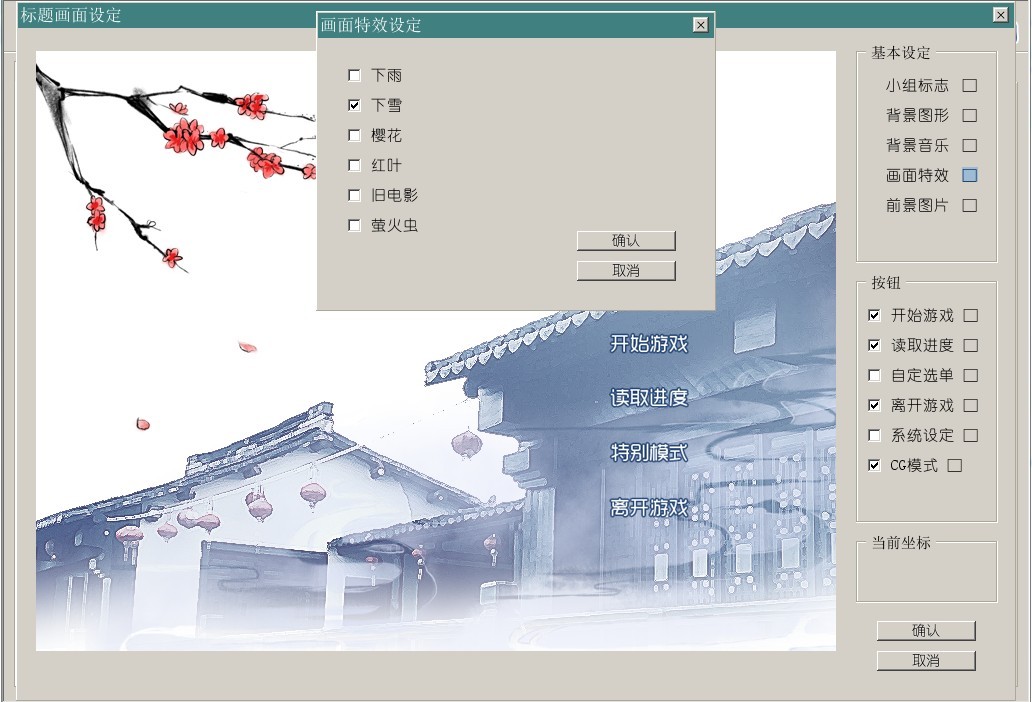 标题画面设定
画面特效设定
下雨
下雪
樱花
红叶
旧电影
萤火虫
确认
取消
开始游戏
读取进度
特别模式
离开游戏
基本设定
小组标志
背景图形
背景音乐
画面特效
前景图片
按钮
开始游戏
读取进度
自定选单
离开游戏
系统设定
CG模式
当前坐标
确认
取消